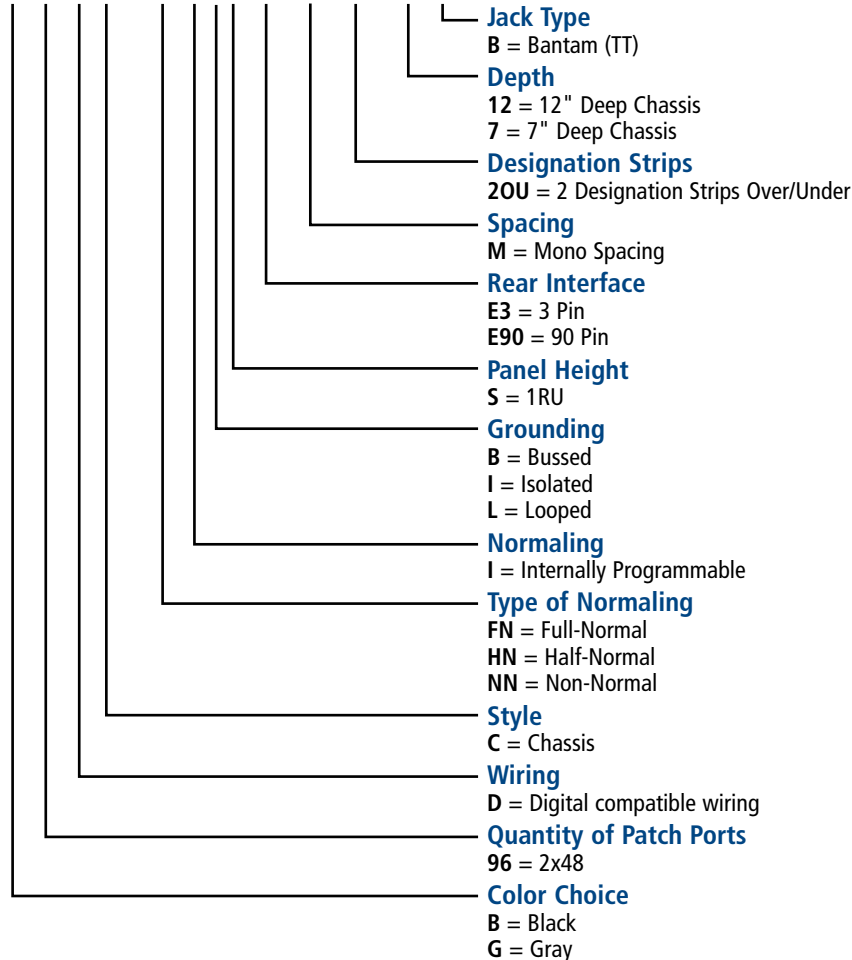 Jack Type
B = Bantam (TT)
Depth
12 = 12" Deep Chassis
7 = 7" Deep Chassis
Designation Strips
2OU = 2 Designation Strips Over/Under
Spacing
M = Mono Spacing
Rear Interface
E3 = 3 Pin
E90 = 90 Pin
Panel Height
S = 1RU
Grounding
B = Bussed
I = Isolated
L = Looped
Normaling
I = Internally Programmable
Type of Normaling
FN = Full-Normal
HN = Half-Normal
NN = Non-Normal
Style
C = Chassis
Wiring
D = Digital compatible wiring
Quantity of Patch Ports
96 = 2x48
Color Choice
B = Black
G = Gray